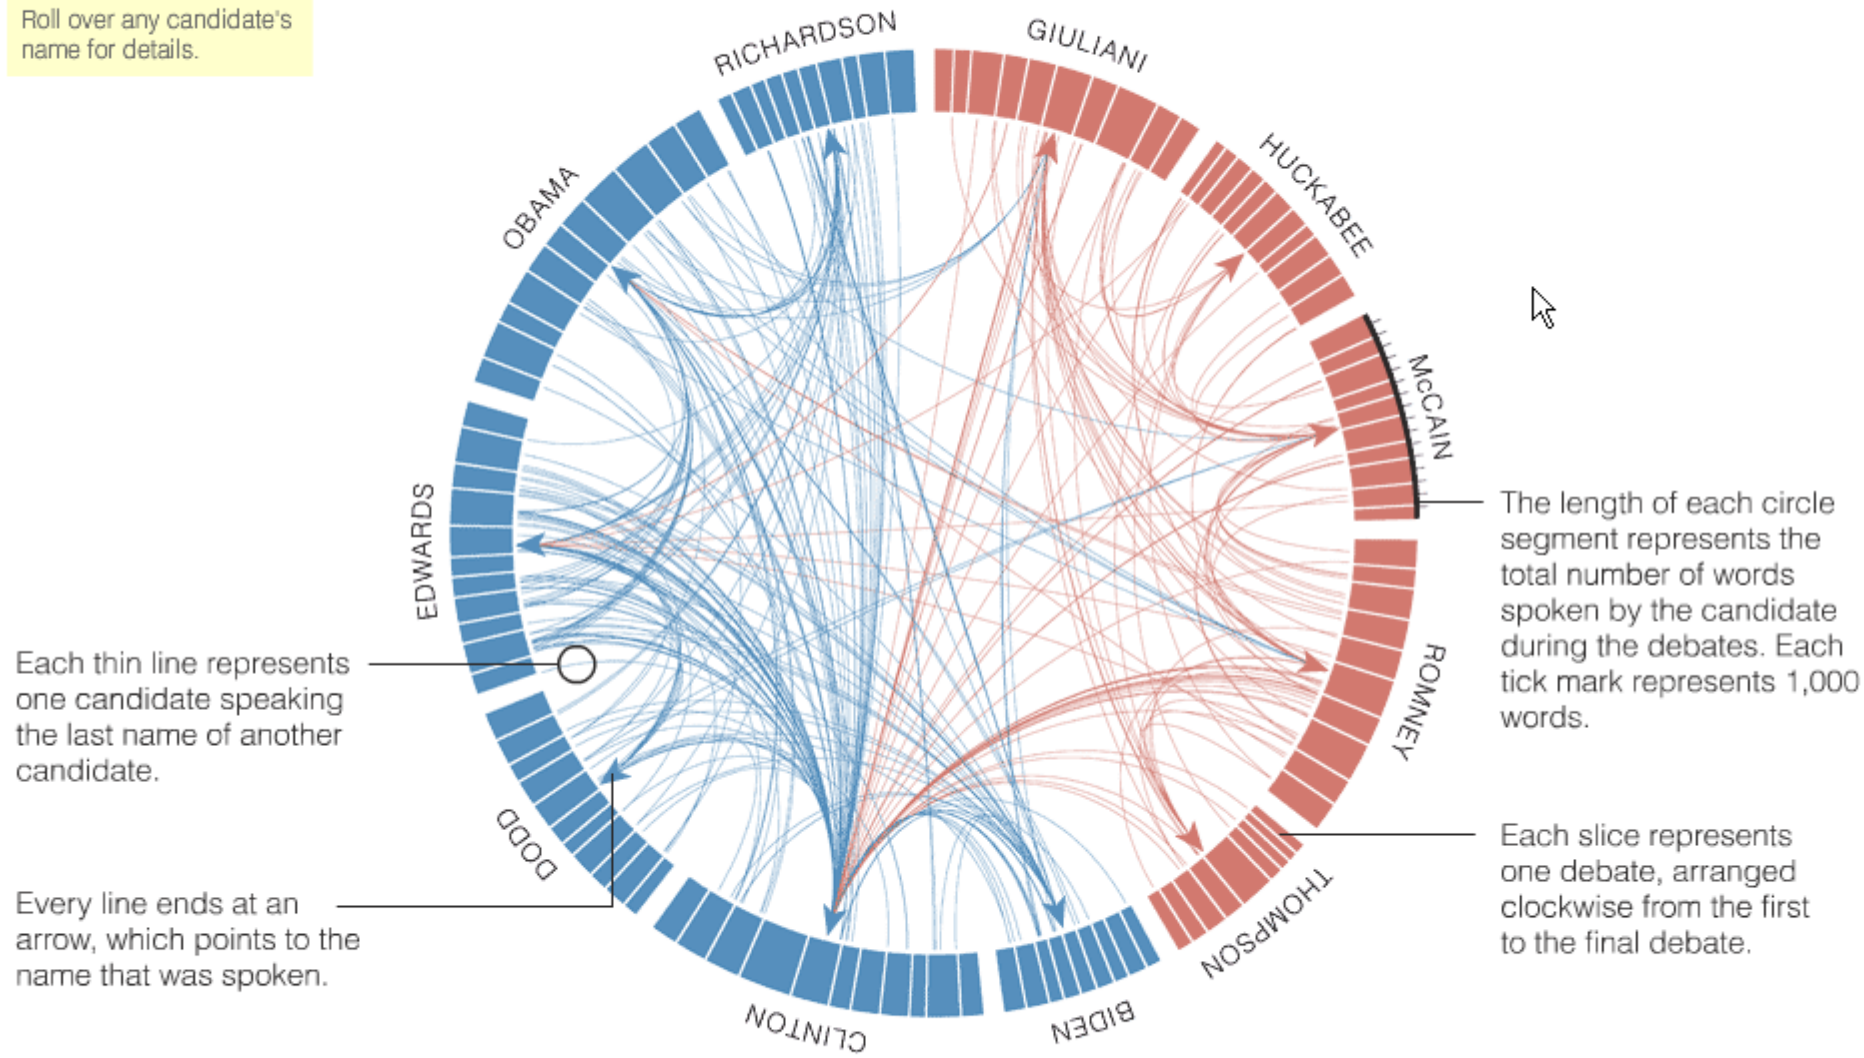 Roll over any candidate's
name for details.
RICHARDSON
GIULIANI
HUCKABEE
OBAMA
McCAIN
EDWARDS
The length of each circle
segment represents the
total number of words
spoken by the candidate
during the debates. Each
tick mark represents 1,000
words.
Each thin line represents
one candidate speaking
the last name of another
candidate.
ROMNEY
DODD
Each slice represents
one debate, arranged
clockwise from the first
to the final debate.
THOMPSON
Every line ends at an
arrow, which points to the
name that was spoken.
CLINTON
BIDEN